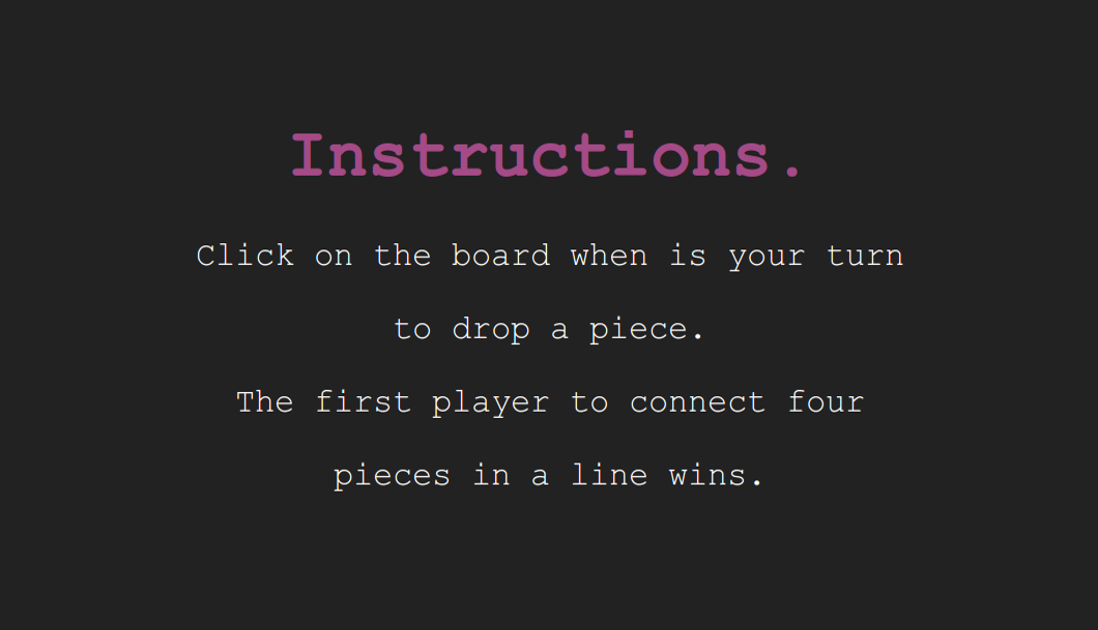 Instructions.
Click on the board when is your turn
to drop a piece.
The first player to connect four
pieces in a line wins.